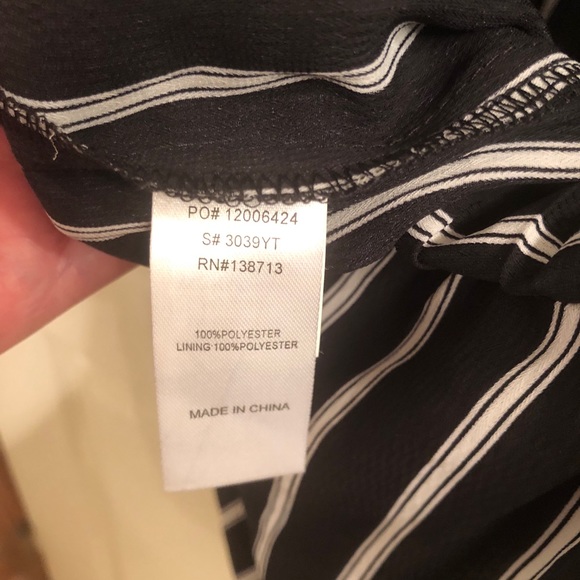 PO# 12006424
S# 3039YT
RN#138713
100%POLYESTER
LINING 100%POLYESTER
MADE IN CHINA